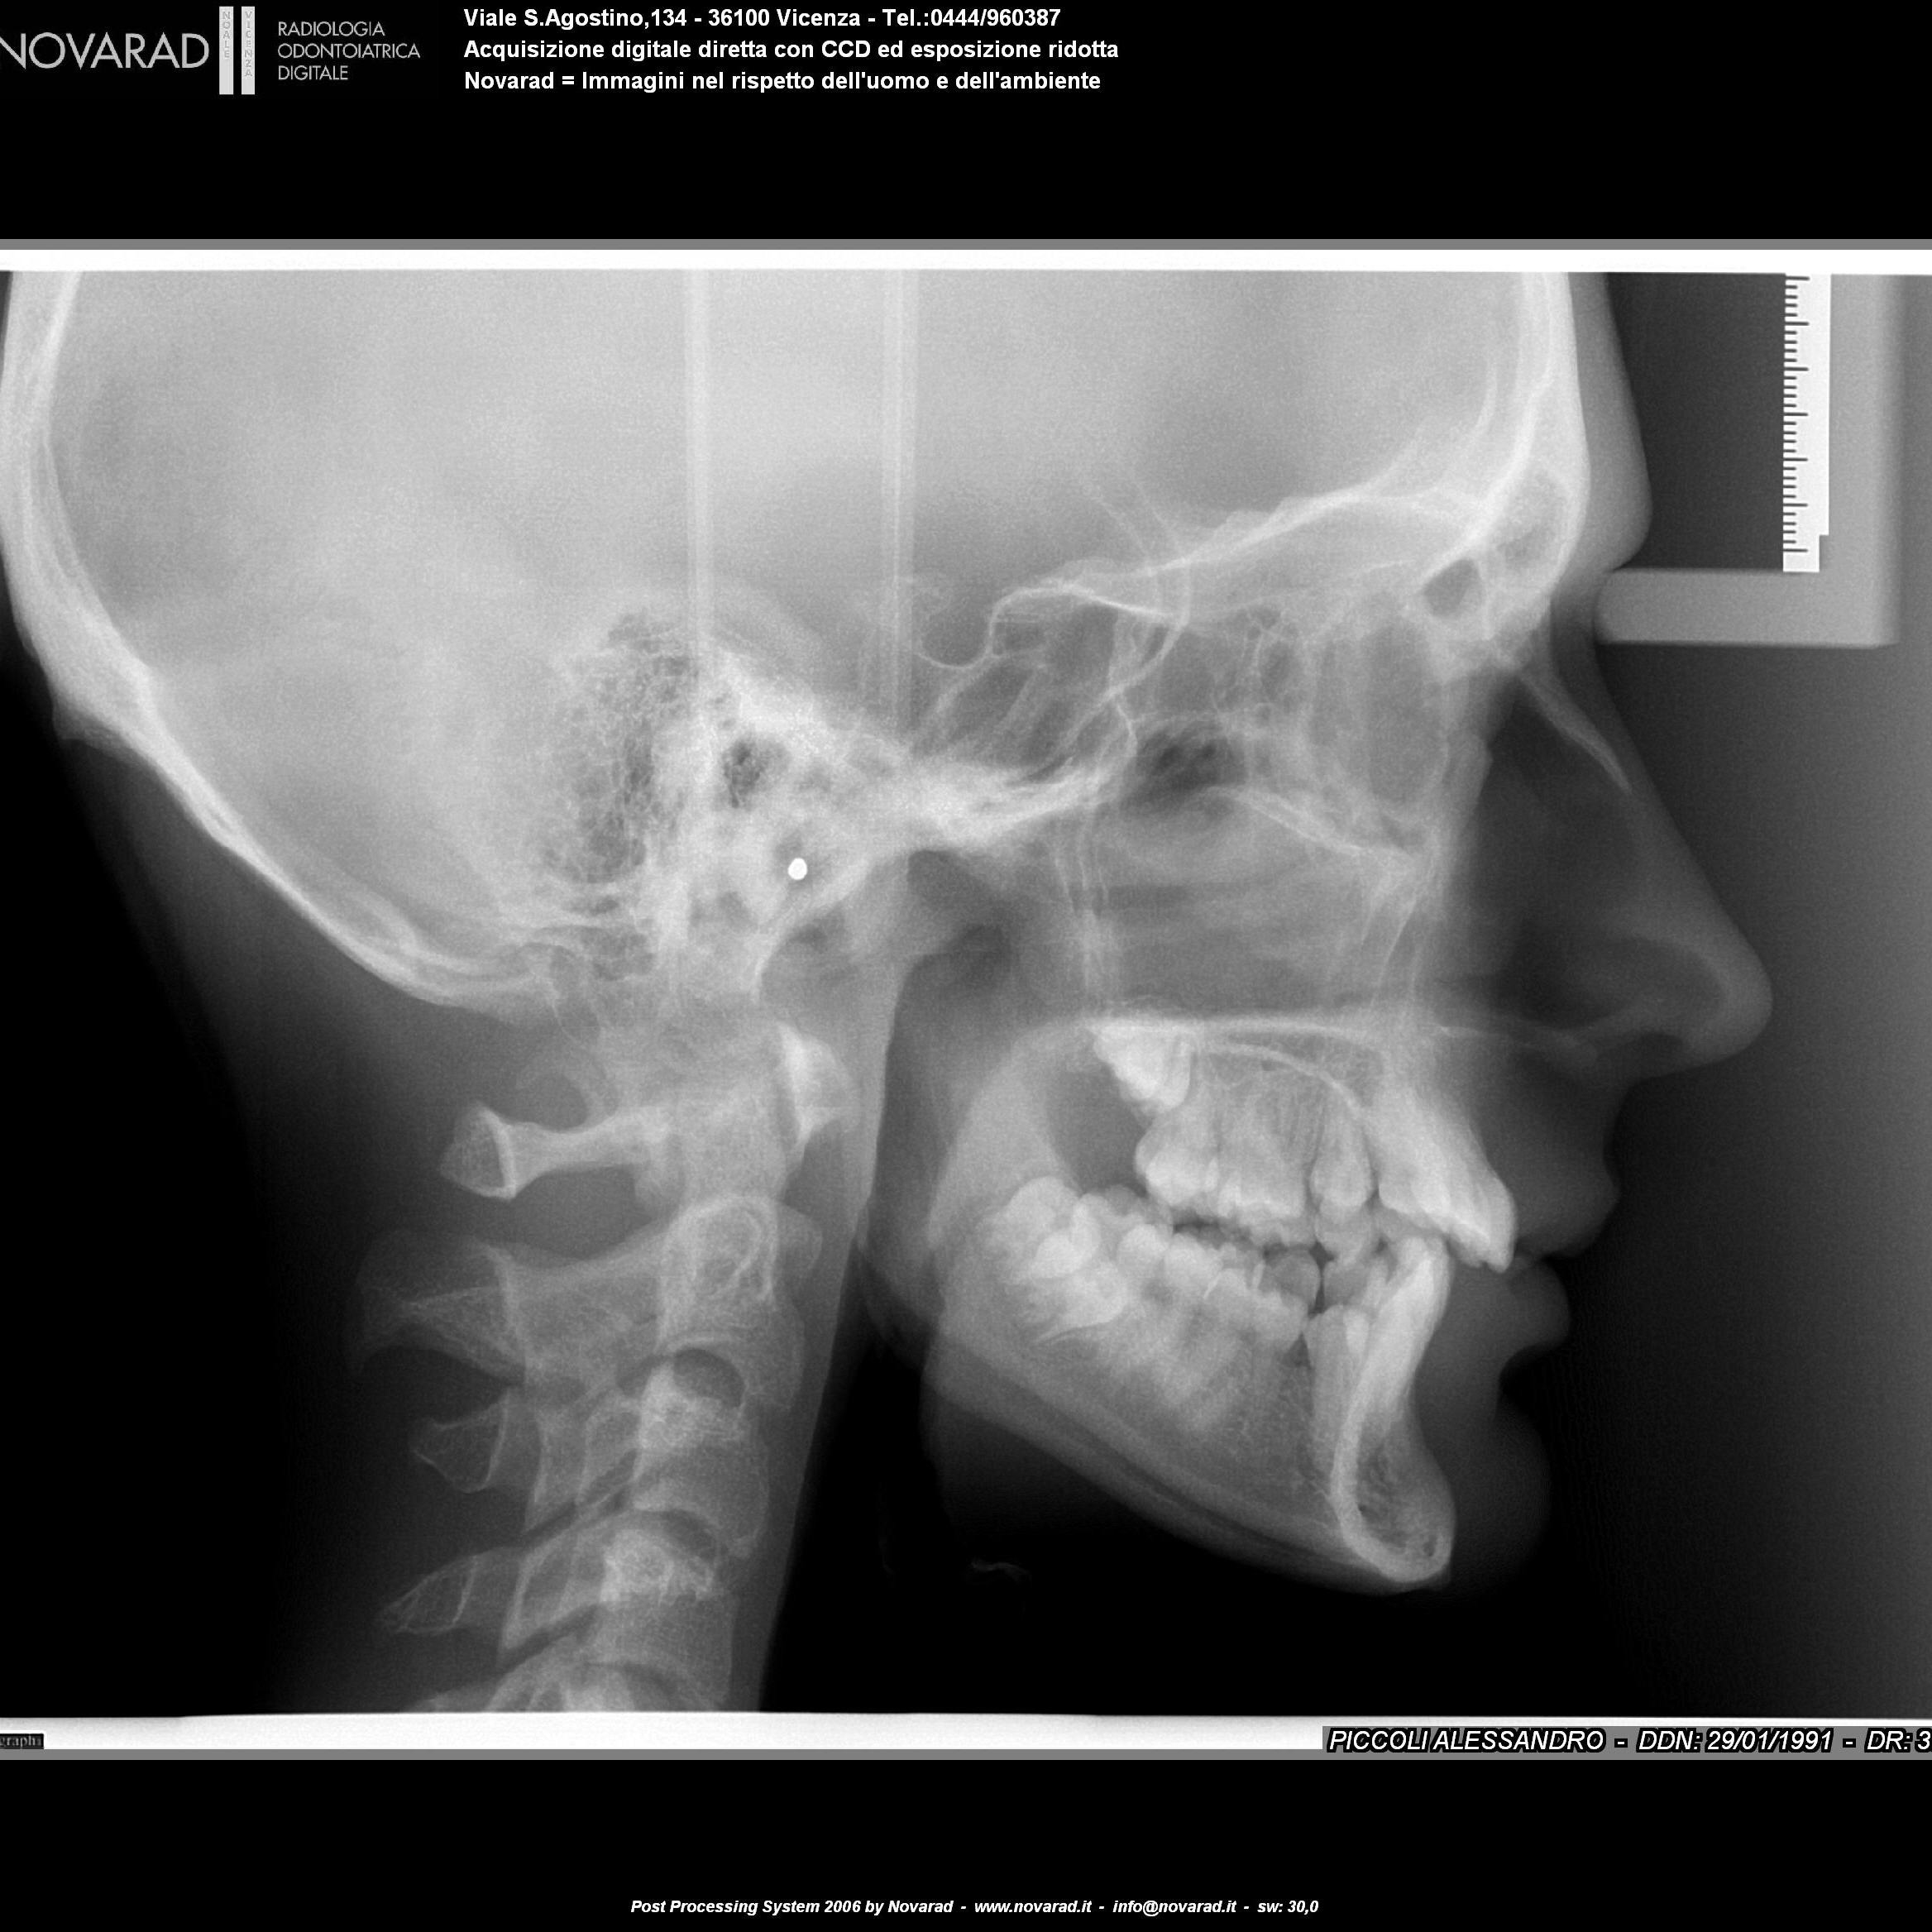 NOVARAD
NOALE
VICENZA
RADIOLOGIA
ODONTOIATRICA
DIGITALE
Viale S.Agostino,134 - 36100 Vicenza - Tel.:0444/960387
Acquisizione digitale diretta con CCD ed esposizione ridotta
Novarad = Immagini nel rispetto dell'uomo e dell'ambiente
PICCOLI ALESSANDRO - DDN: 29/01/1991 - DR: 3
Post Processing System 2006 by Novarad - www.novarad.it - info@novarad.it - sw: 30,0